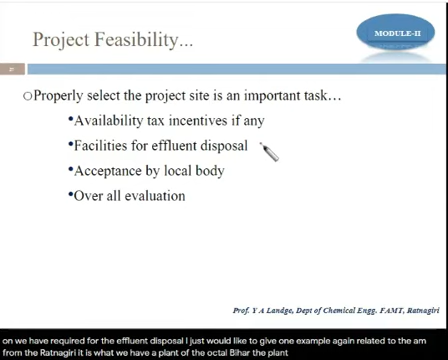 Project Feasibility...
MODULE-II
Properly select the project site is an important task...
•Availability tax incentives if any
•Facilities for effluent disposal
•Acceptance by local body
•Over all evaluation
Prof. Y A Landge, Dept of Chemical Engg. FAMT, Ratnagiri
on we have required for the effluent disposal I just would like to give one example again related to the am
from the Ratnagiri it is what we have a plant of the octal Bihar the plant